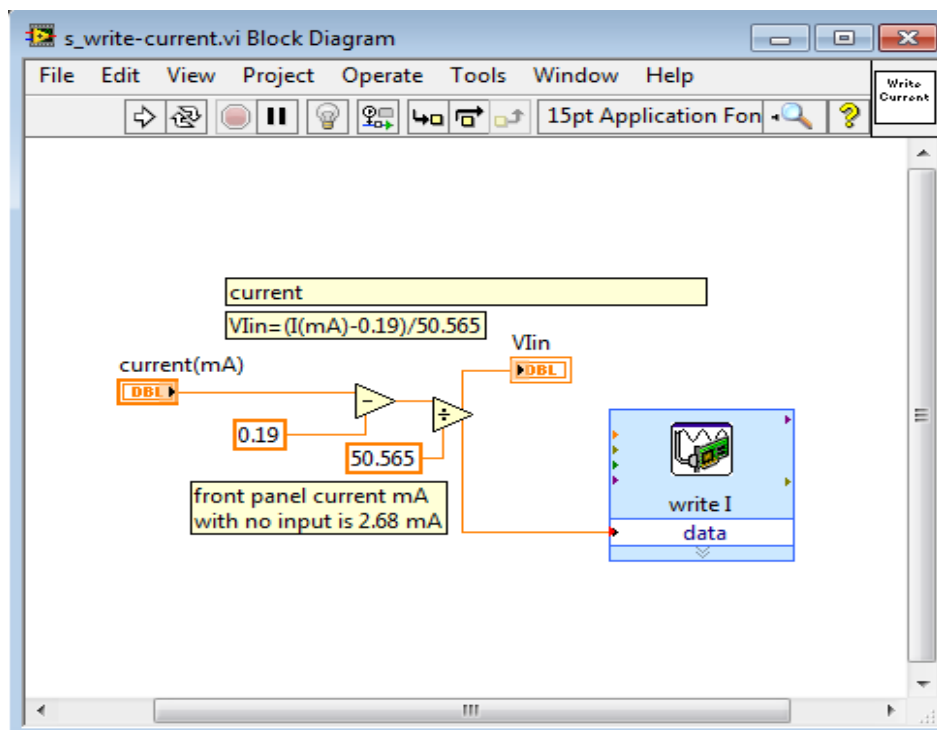 s_write-current.vi Block Diagram
File Edit View Project Operate Tools Window Help
Write
Current
15pt Application Fon
current
VIin=(I(mA)-0.19)/50.565
VIin
current(mA)
DBL
DBL
-
÷
0.19
50.565
front panel current mA
with no input is 2.68 mA
write I
data